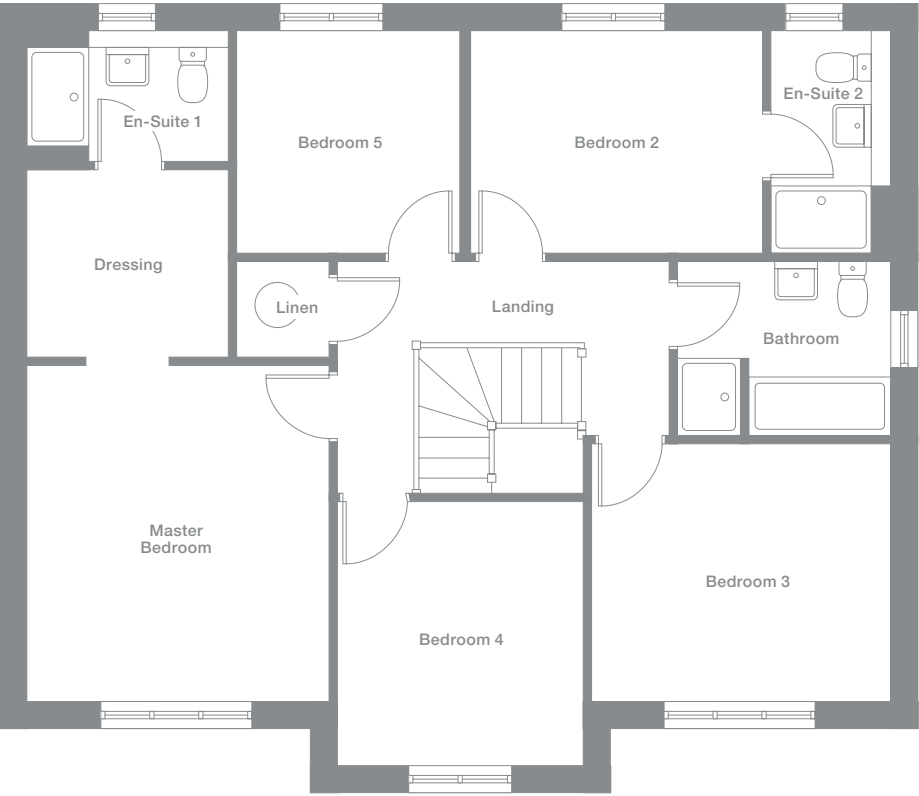 En-Suite 1
Bedroom 5
Bedroom 2
En-Suite 2
Dressing
Linen
Landing
Bathroom
Master
Bedroom
Bedroom 4
Bedroom 3